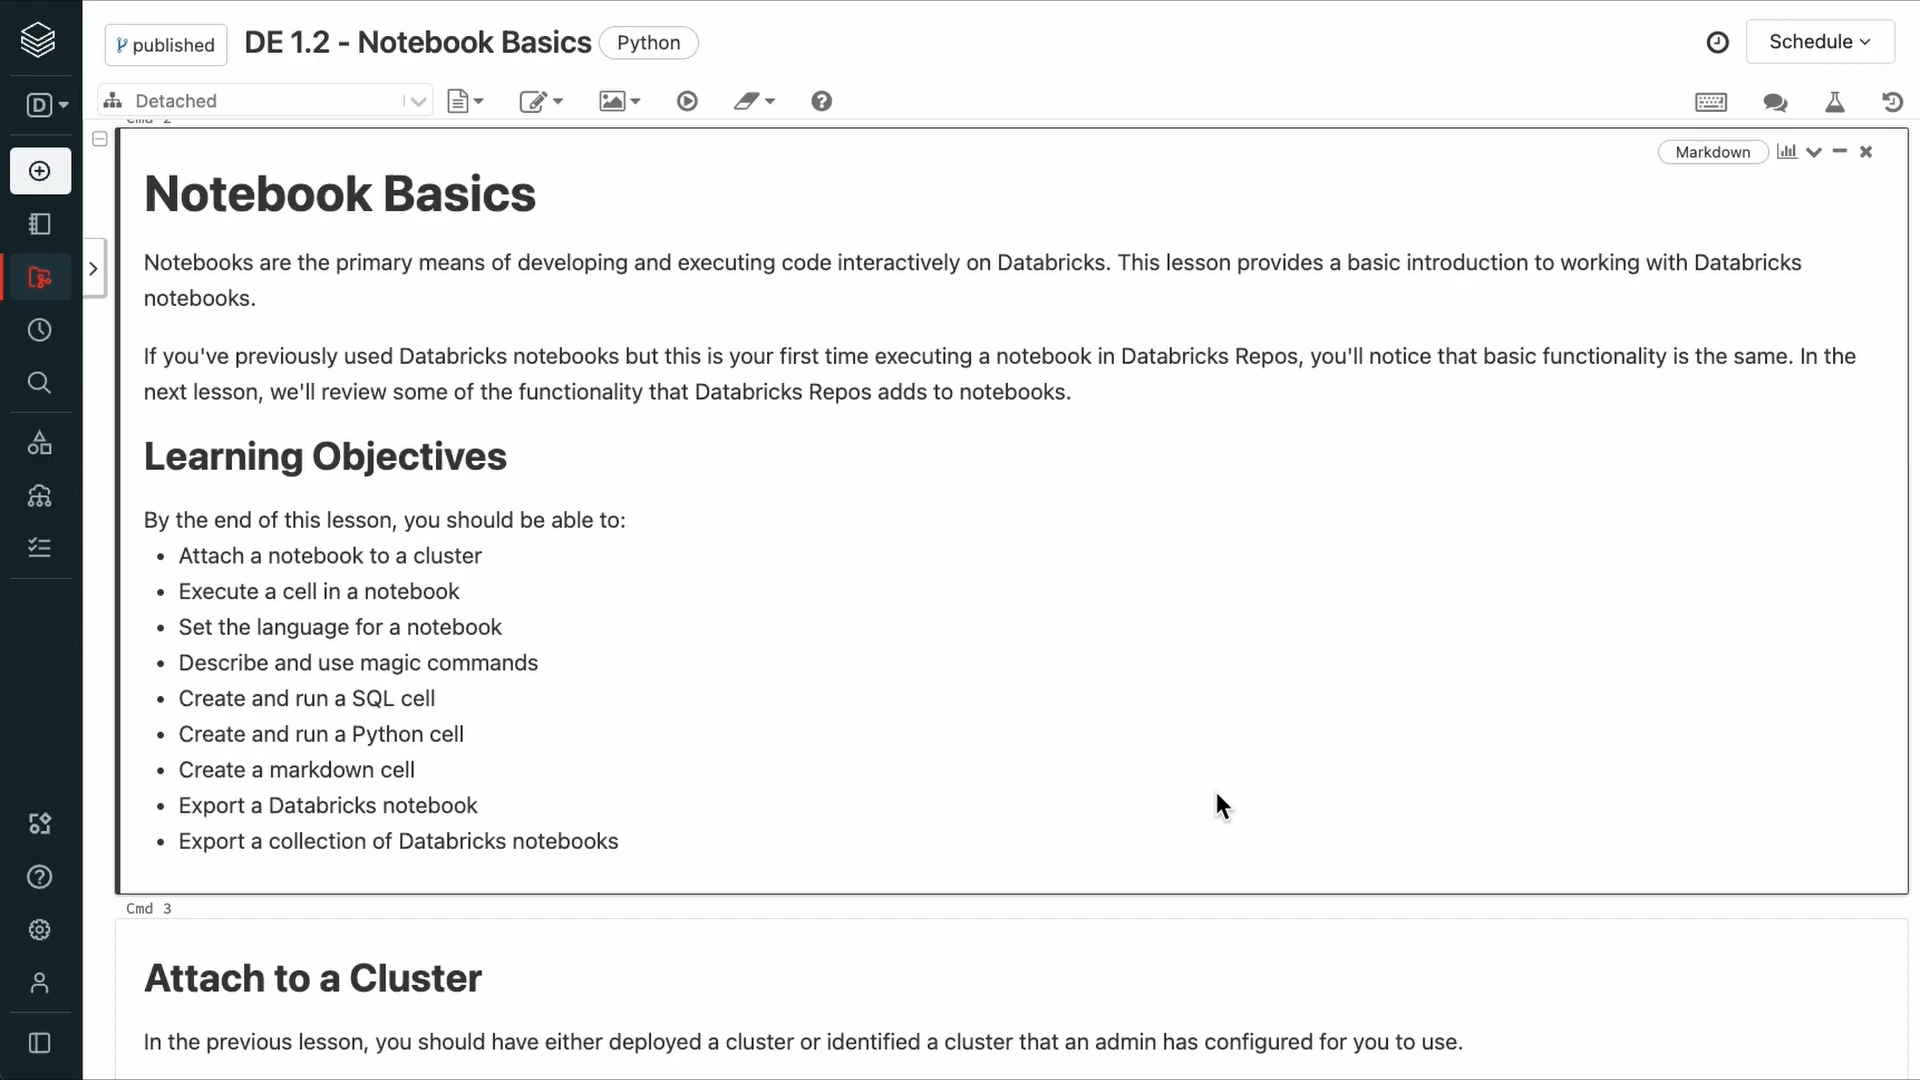 published DE 1.2 - Notebook Basics Python Schedule
D Detached
Markdown
Notebook Basics
Notebooks are the primary means of developing and executing code interactively on Databricks. This lesson provides a basic introduction to working with Databricks
notebooks.
If you've previously used Databricks notebooks but this is your first time executing a notebook in Databricks Repos, you'll notice that basic functionality is the same. In the
next lesson, we'll review some of the functionality that Databricks Repos adds to notebooks.
Learning Objectives
By the end of this lesson, you should be able to:
• Attach a notebook to a cluster
• Execute a cell in a notebook
• Set the language for a notebook
• Describe and use magic commands
• Create and run a SQL cell
• Create and run a Python cell
• Create a markdown cell
• Export a Databricks notebook
• Export a collection of Databricks notebooks
Cmd 3
Attach to a Cluster
In the previous lesson, you should have either deployed a cluster or identified a cluster that an admin has configured for you to use.